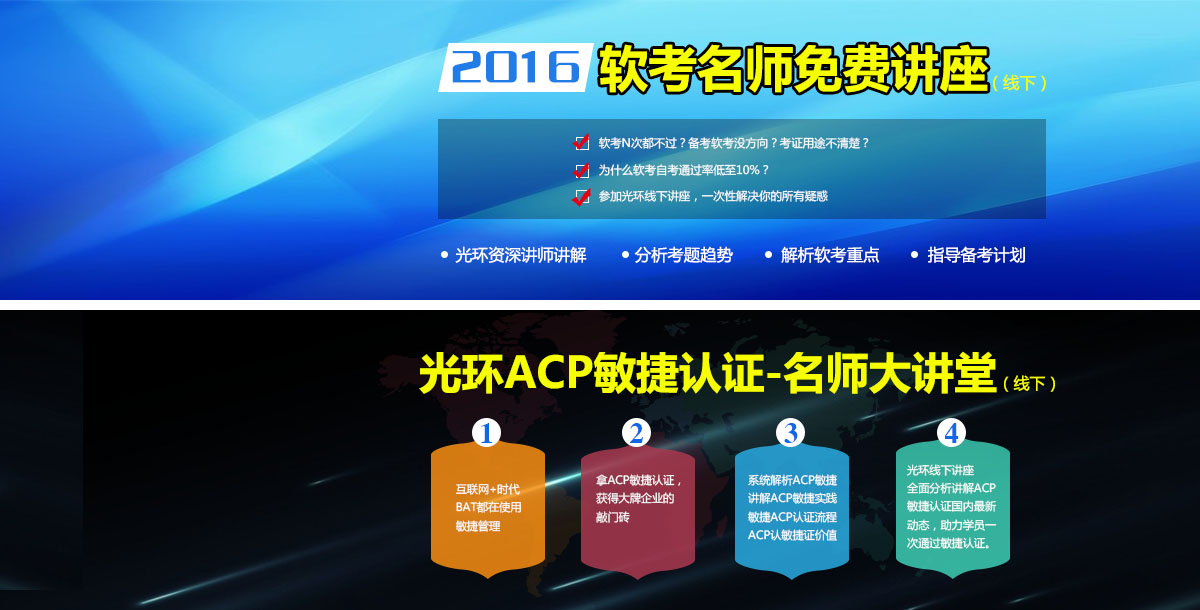 2016 软考名师免费讲座（线下）
软考N次都不过？备考软考没方向？考证用途不清楚？
为什么软考自考通过率低至10%？
参加光环线下讲座，一次性解决你的所有疑惑
• 光环资深讲师讲解 • 分析考题趋势 • 解析软考重点 • 指导备考计划
光环ACP敏捷认证-名师大讲堂（线下）
1
互联网+时代
BAT都在使用
敏捷管理
2
拿ACP敏捷认证，
获得大牌企业的
敲门砖
3
系统解析ACP敏捷
讲解ACP敏捷实践
敏捷ACP认证流程
ACP认敏捷证价值
4
光环线下讲座
全面分析讲解ACP
敏捷认证国内最新
动态，助力学员一
次通过敏捷认证。